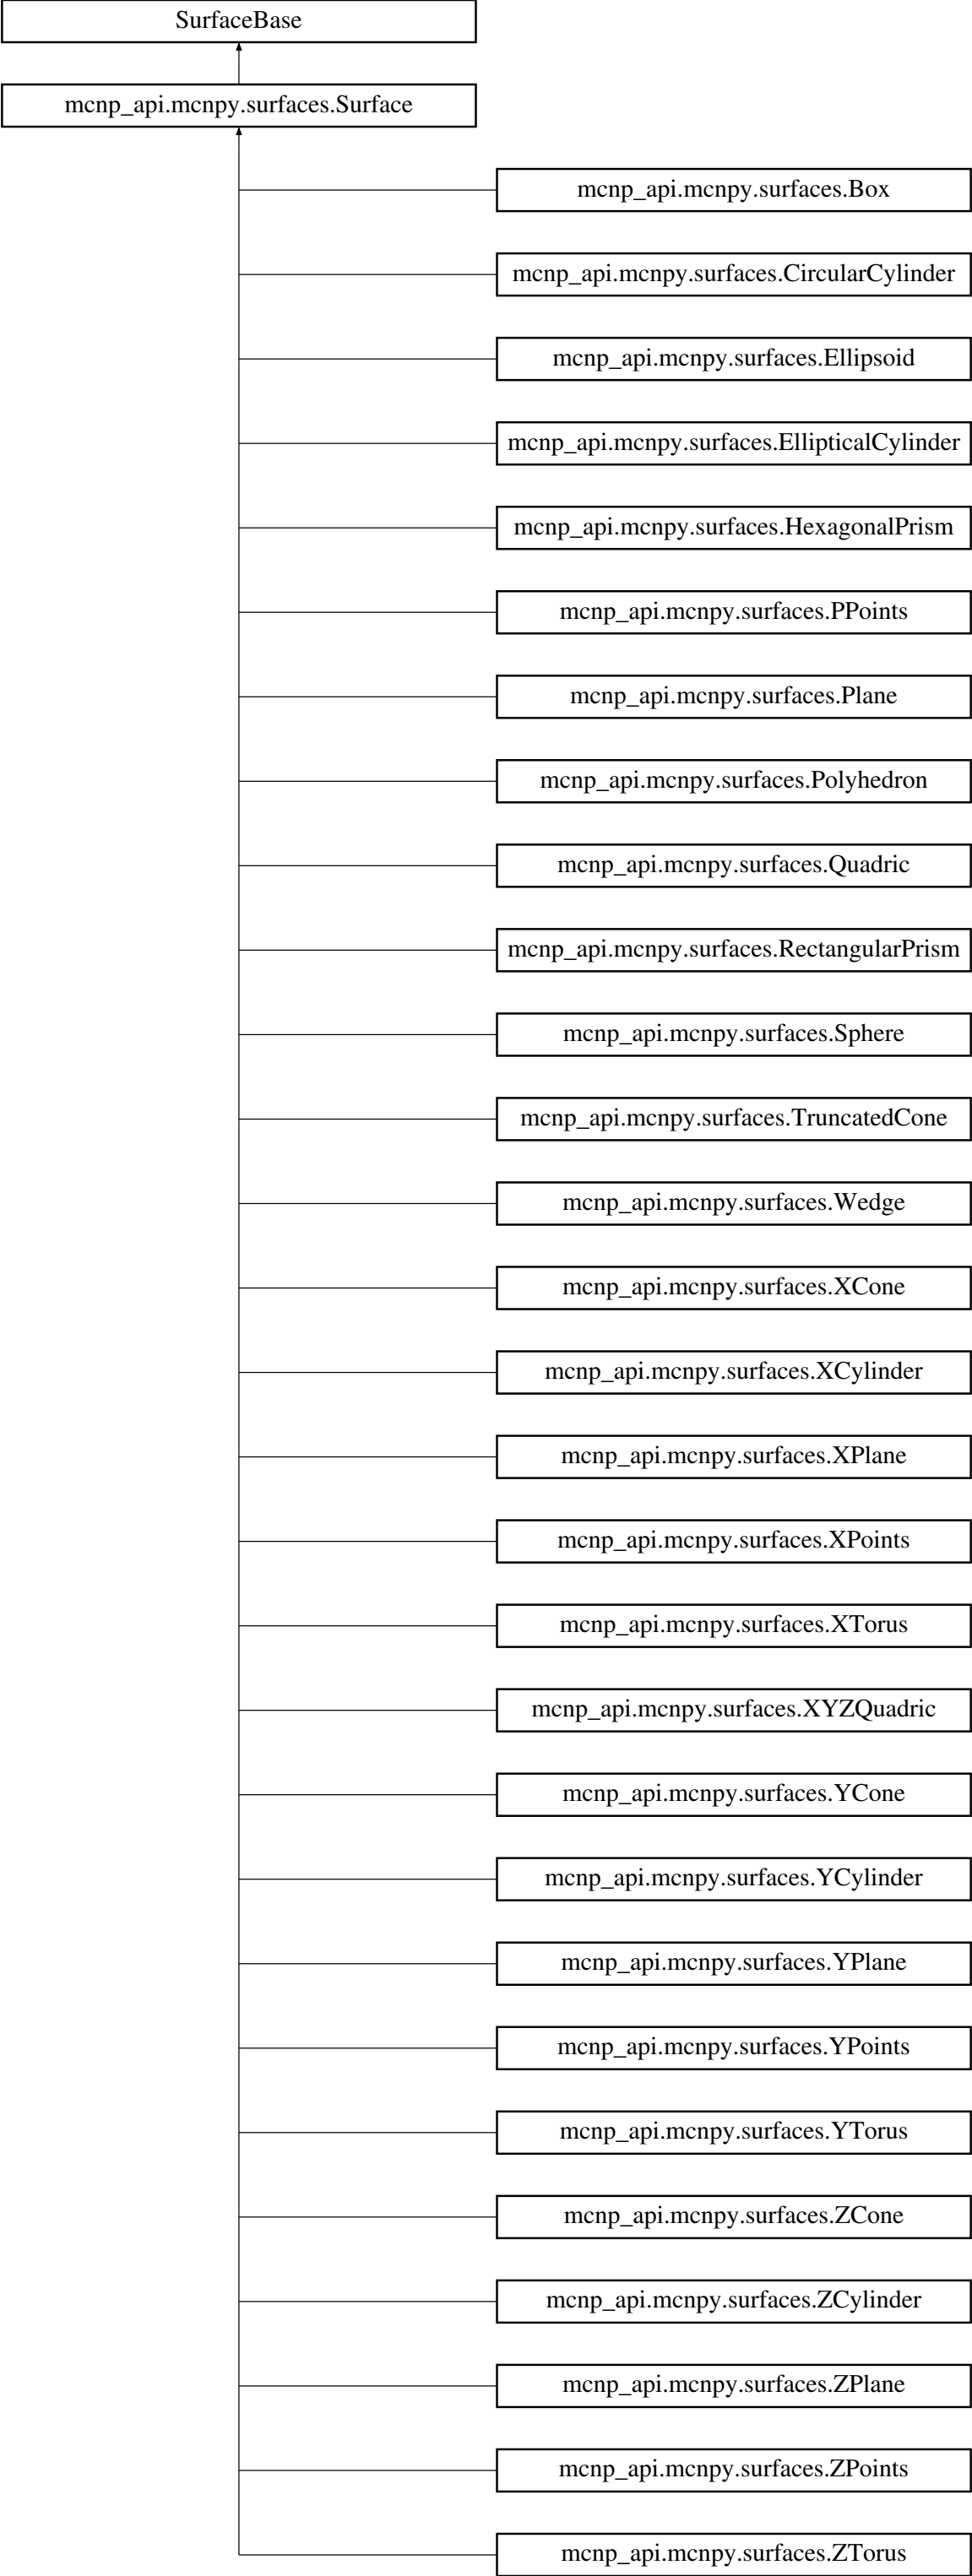 SurfaceBase
mcnp_api.mcnpy.surfaces.Surface
mcnp_api.mcnpy.surfaces.Box
mcnp_api.mcnpy.surfaces.CircularCylinder
mcnp_api.mcnpy.surfaces.Ellipsoid
mcnp_api.mcnpy.surfaces.EllipticalCylinder
mcnp_api.mcnpy.surfaces.HexagonalPrism
mcnp_api.mcnpy.surfaces.PPoints
mcnp_api.mcnpy.surfaces.Plane
mcnp_api.mcnpy.surfaces.Polyhedron
mcnp_api.mcnpy.surfaces.Quadric
mcnp_api.mcnpy.surfaces.RectangularPrism
mcnp_api.mcnpy.surfaces.Sphere
mcnp_api.mcnpy.surfaces.TruncatedCone
mcnp_api.mcnpy.surfaces.Wedge
mcnp_api.mcnpy.surfaces.XCone
mcnp_api.mcnpy.surfaces.XCylinder
mcnp_api.mcnpy.surfaces.XPlane
mcnp_api.mcnpy.surfaces.XPoints
mcnp_api.mcnpy.surfaces.XTorus
mcnp_api.mcnpy.surfaces.XYZQuadric
mcnp_api.mcnpy.surfaces.YCone
mcnp_api.mcnpy.surfaces.YCylinder
mcnp_api.mcnpy.surfaces.YPlane
mcnp_api.mcnpy.surfaces.YPoints
mcnp_api.mcnpy.surfaces.YTorus
mcnp_api.mcnpy.surfaces.ZCone
mcnp_api.mcnpy.surfaces.ZCylinder
mcnp_api.mcnpy.surfaces.ZPlane
mcnp_api.mcnpy.surfaces.ZPoints
mcnp_api.mcnpy.surfaces.ZTorus